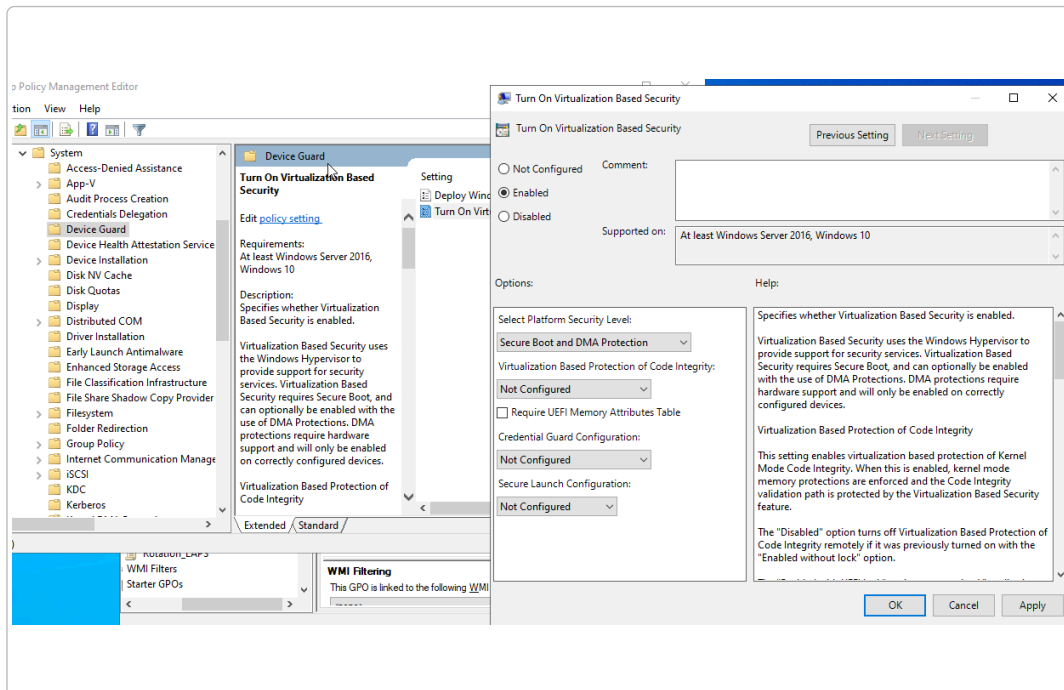 p Policy Management Editor
tion View Help
System
Access-Denied Assistance
App-V
Audit Process Creation
Credentials Delegation
Device Guard
Device Health Attestation Service
Device Installation
Disk NV Cache
Disk Quotas
Display
Distributed COM
Driver Installation
Early Launch Antimalware
Enhanced Storage Access
File Classification Infrastructure
File Share Shadow Copy Provider
Filesystem
Folder Redirection
Group Policy
Internet Communication Manage
iSCSI
KDC
Kerberos
Device Guard
Turn On Virtualization Based
Security
Edit policy setting
Requirements:
At least Windows Server 2016,
Windows 10
Description:
Specifies whether Virtualization
Based Security is enabled.
Virtualization Based Security uses
the Windows Hypervisor to
provide support for security
services. Virtualization Based
Security requires Secure Boot, and
can optionally be enabled with the
use of DMA Protections. DMA
protections require hardware
support and will only be enabled
on correctly configured devices.
Virtualization Based Protection of
Code Integrity
Setting
Deploy Wind
Turn On Virt
Extended Standard
Rotation_LAPS
WMI Filters
Starter GPOs
WMI Filtering
This GPO is linked to the following WMI
Turn On Virtualization Based Security
Turn On Virtualization Based Security
Previous Setting Next Setting
Not Configured
Enabled
Disabled
Comment:
Supported on:
At least Windows Server 2016, Windows 10
Options:
Help:
Select Platform Security Level:
Secure Boot and DMA Protection
Virtualization Based Protection of Code Integrity:
Not Configured
Require UEFI Memory Attributes Table
Credential Guard Configuration:
Not Configured
Secure Launch Configuration:
Not Configured
Specifies whether Virtualization Based Security is enabled.
Virtualization Based Security uses the Windows Hypervisor to
provide support for security services. Virtualization Based
Security requires Secure Boot, and can optionally be enabled
with the use of DMA Protections. DMA protections require
hardware support and will only be enabled on correctly
configured devices.
Virtualization Based Protection of Code Integrity
This setting enables virtualization based protection of Kernel
Mode Code Integrity. When this is enabled, kernel mode
memory protections are enforced and the Code Integrity
validation path is protected by the Virtualization Based Security
feature.
The "Disabled" option turns off Virtualization Based Protection of
Code Integrity remotely if it was previously turned on with the
"Enabled without lock" option.
OK Cancel Apply